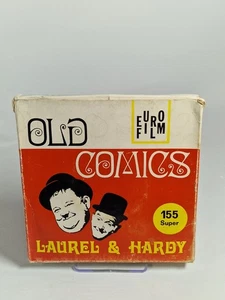 OLD
EURO
FILM
COMICS
155
Super
LAUREL & HARDY